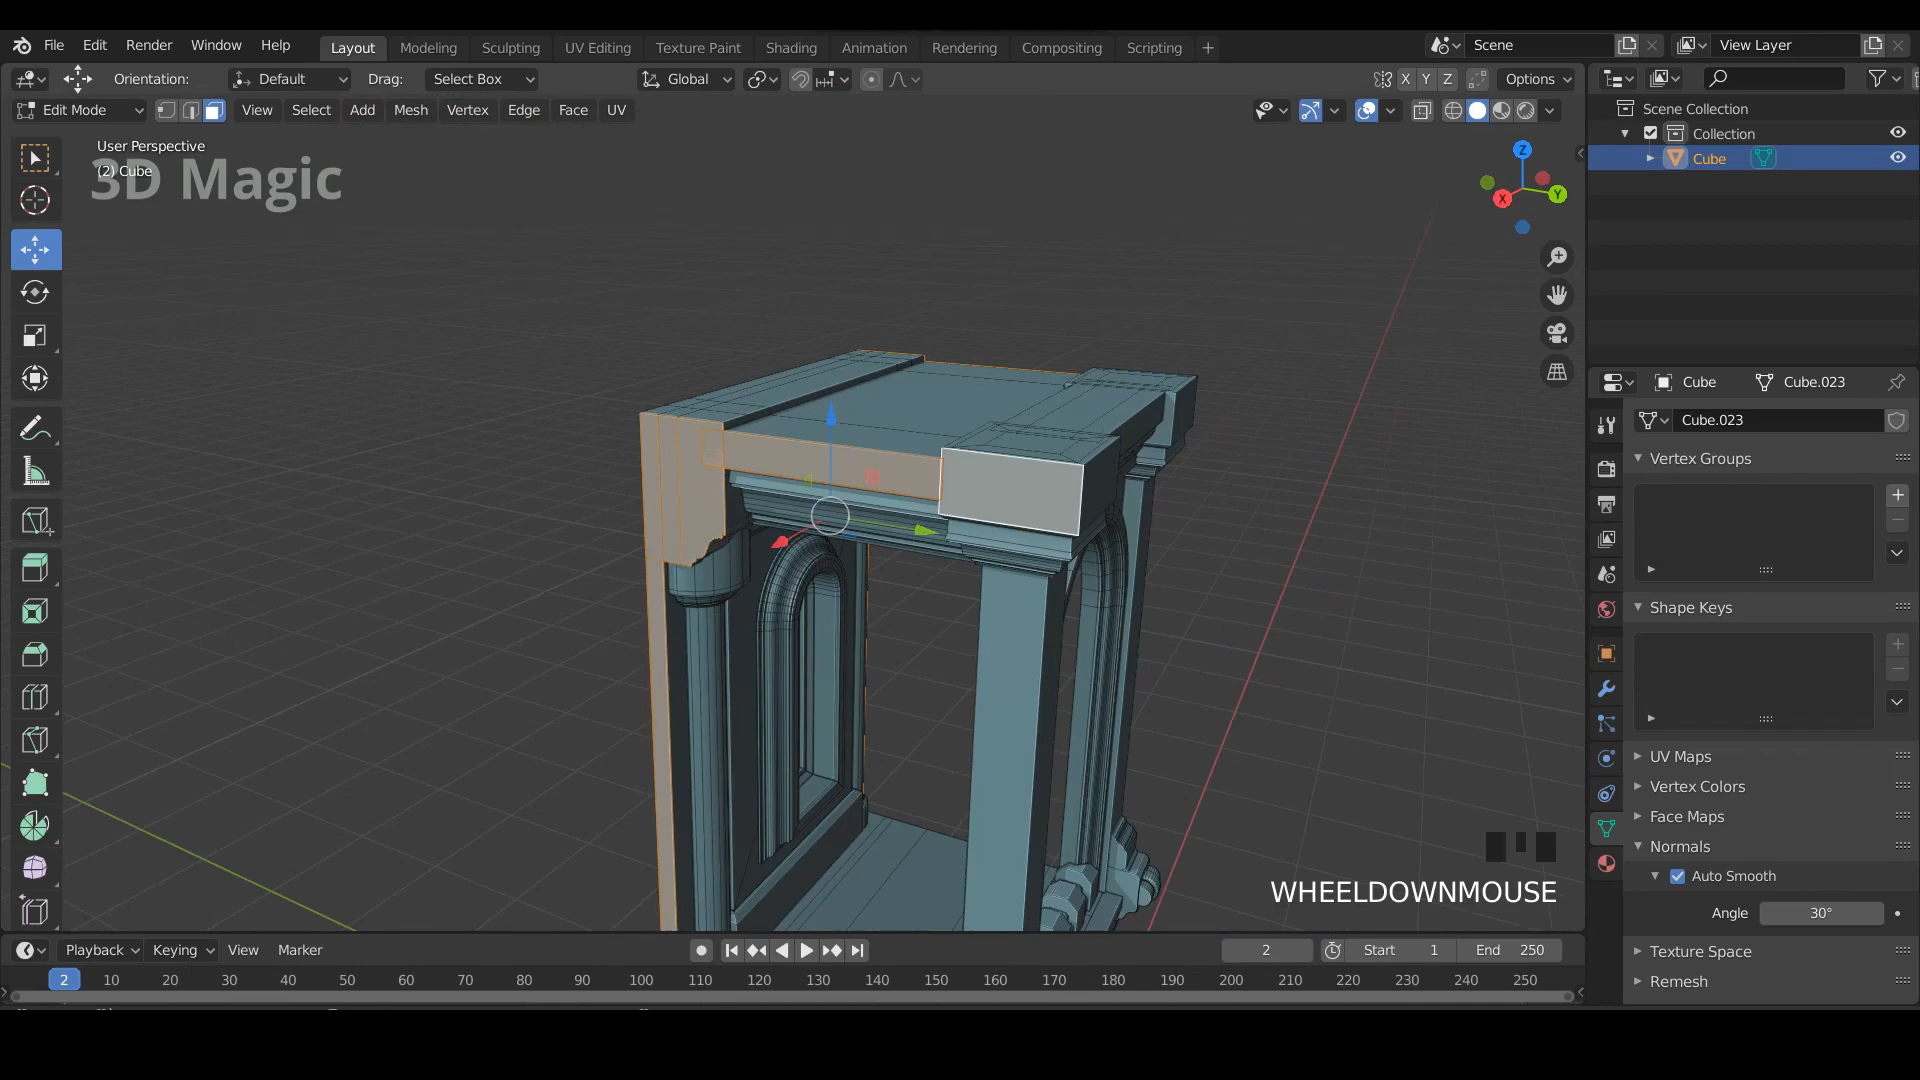 File Edit Render Window Help Layout Modeling Sculpting UV Editing Texture Paint Shading Animation Rendering Compositing Scripting + Scene View Layer
Orientation: Default Drag: Select Box Global X Y Z Options
Edit Mode View Select Add Mesh Vertex Edge Face UV
Scene Collection
Collection
Cube
User Perspective
(2) Cube
3D Magic
Z
Y
X
Cube Cube.023
Cube.023
Vertex Groups
Shape Keys
UV Maps
Vertex Colors
Face Maps
Normals
Auto Smooth
Angle 30°
Texture Space
Remesh
WHEELDOWNMOUSE
Playback Keying View Marker 2 Start 1 End 250
2 10 20 30 40 50 60 70 80 90 100 110 120 130 140 150 160 170 180 190 200 210 220 230 240 250